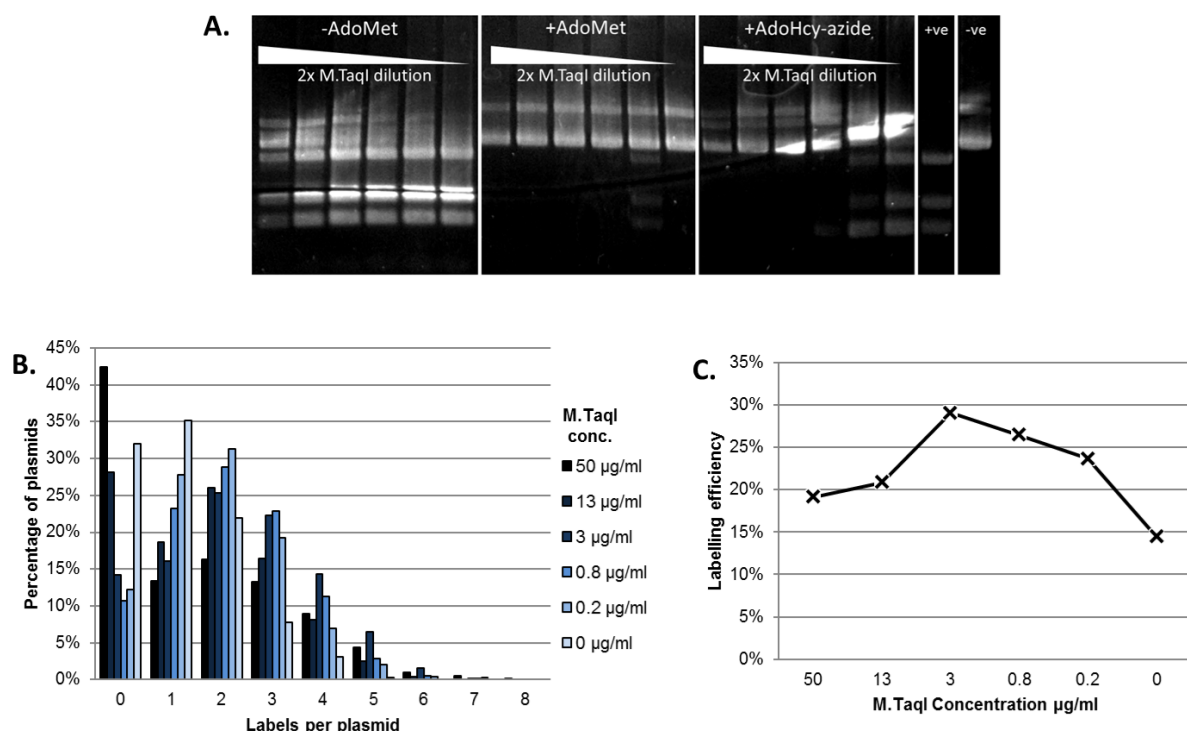 A.
-AdoMet
2x M.TaqI dilution
+AdoMet
2x M.TaqI dilution
+AdoHcy-azide
2x M.TaqI dilution
+ve
-ve
B.
Percentage of plasmids
45%
40%
35%
30%
25%
20%
15%
10%
5%
0%
0 1 2 3 4 5 6 7 8
Labels per plasmid
M.TaqI
conc.
50 µg/ml
13 µg/ml
3 µg/ml
0.8 µg/ml
0.2 µg/ml
0 µg/ml
C.
Labelling efficiency
35%
30%
25%
20%
15%
10%
5%
0%
50 13 3 0.8 0.2 0
M.TaqI Concentration µg/ml